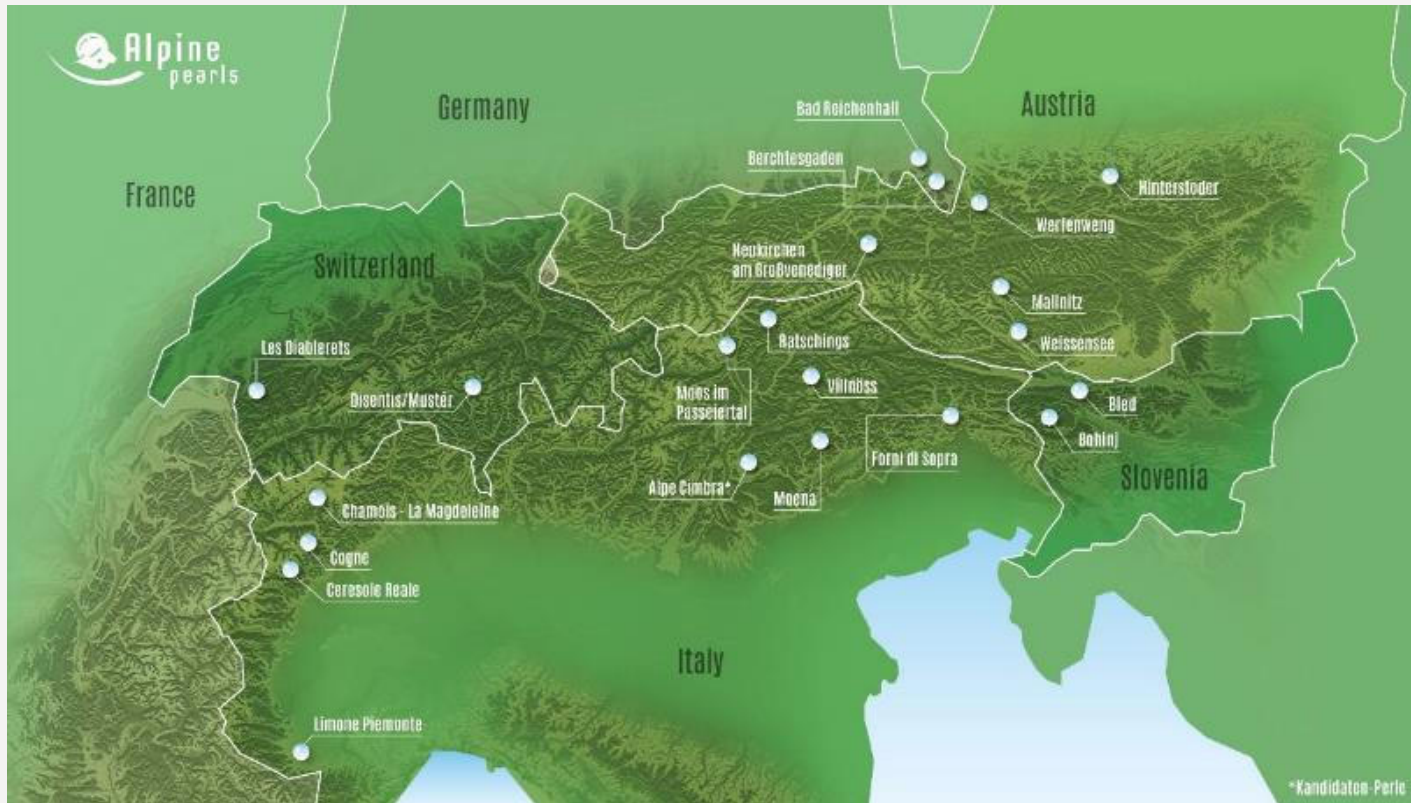 Alpine
pearls
Germany
Austria
France
Switzerland
Italy
Slovenia
Bad Reichenhall
Berchtesgaden
Hinterstoder
Werfenweng
Neukirchen
am Großvenediger
Mallnitz
Weissensee
Ratschings
Les Diablerets
Disentis/Mustér
Moos im
Passeiertal
Villnöss
Bled
Bohinj
Forni di Sopra
Alpe Cimbra*
Moena
Chamois - La Magdeleine
Cogne
Ceresole Reale
Limone Piemonte
*Kandidaten-Perle